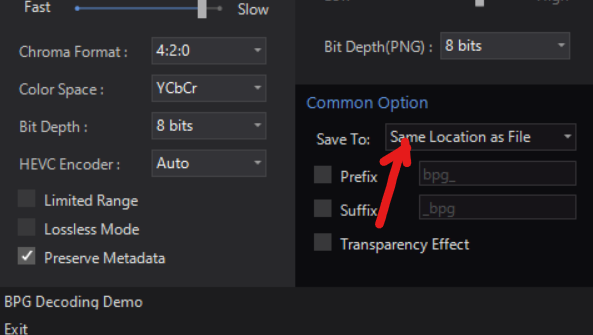 Fast
Slow
Chroma Format :
4:2:0
Color Space :
YCbCr
Bit Depth :
8 bits
HEVC Encoder :
Auto
Limited Range
Lossless Mode
Preserve Metadata
Bit Depth(PNG) :
8 bits
Common Option
Save To:
Same Location as File
Prefix
bpg_
Suffix
_bpg
Transparency Effect
BPG Decoding Demo
Exit